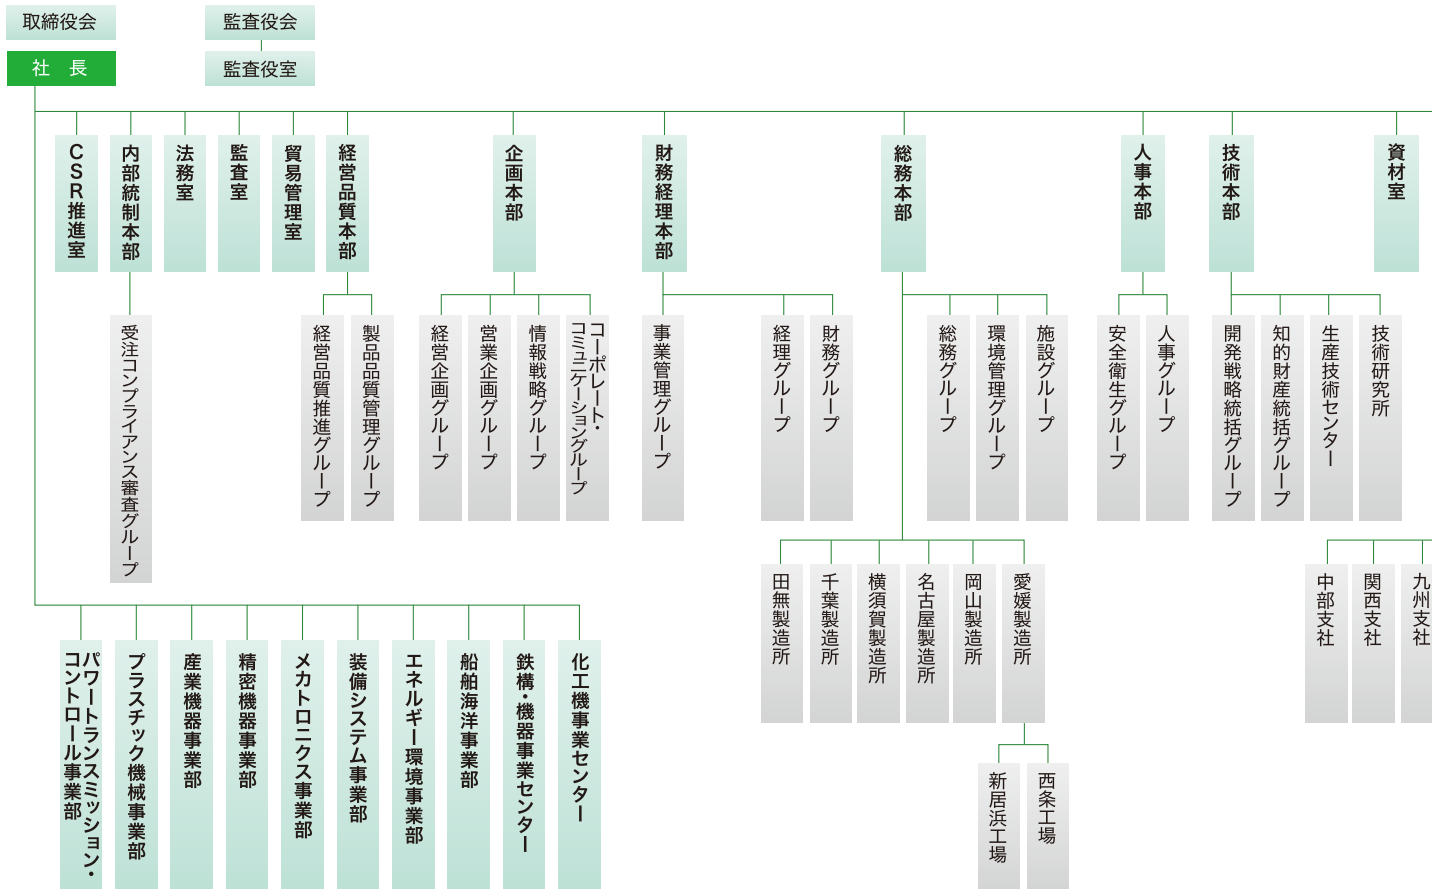 取締役会
監査役会
社　長
監査役室
CSR推進室
内部統制本部
法務室
監査室
貿易管理室
経営品質本部
企画本部
財務経理本部
総務本部
人事本部
技術本部
資材室
受注コンプライアンス審査グループ
経営品質推進グループ
製品品質管理グループ
経営企画グループ
営業企画グループ
情報戦略グループ
コーポレート・
コミュニケーショングループ
事業管理グループ
経理グループ
財務グループ
総務グループ
環境管理グループ
施設グループ
安全衛生グループ
人事グループ
開発戦略統括グループ
知的財産統括グループ
生産技術センター
技術研究所
田無製造所
千葉製造所
横須賀製造所
名古屋製造所
岡山製造所
愛媛製造所
中部支社
関西支社
九州支社
パワートランスミッション・
コントロール事業部
プラスチック機械事業部
産業機器事業部
精密機器事業部
メカトロニクス事業部
装備システム事業部
エネルギー環境事業部
船舶海洋事業部
鉄構・機器事業センター
化工機事業センター
新居浜工場
西条工場